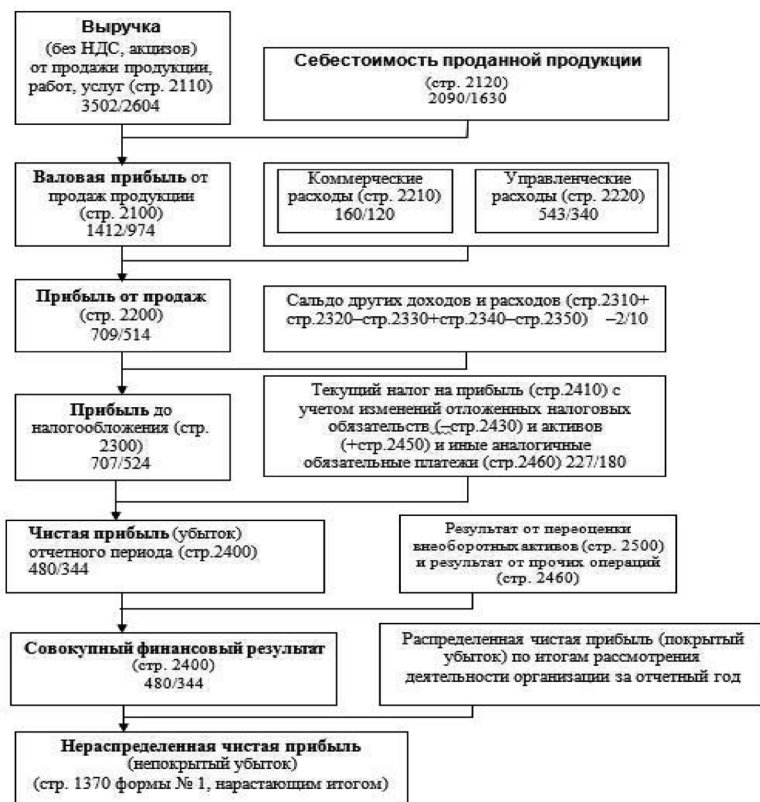 Выручка
(без НДС, акцизов)
от продажи продукции,
работ, услуг (стр. 2110)
3502/2604
Себестоимость проданной продукции
(стр. 2120)
2090/1630
Валовая прибыль от
продаж продукции
(стр. 2100)
1412/974
Коммерческие
расходы (стр. 2210)
160/120
Управленческие
расходы (стр. 2220)
543/340
Прибыль от продаж
(стр. 2200)
709/514
Сальдо других доходов и расходов (стр.2310+
стр.2320–стр.2330+стр.2340–стр.2350) –2/10
Прибыль до
налогообложения (стр.
2300)
707/524
Текущий налог на прибыль (стр.2410) с
учетом изменений отложенных налоговых
обязательств (–стр.2430) и активов
(+стр.2450) и иные аналогичные
обязательные платежи (стр.2460) 227/180
Чистая прибыль (убыток)
отчетного периода (стр.2400)
480/344
Результат от переоценки
внеоборотных активов (стр. 2500)
и результат от прочих операций
(стр. 2460)
Совокупный финансовый результат
(стр. 2400)
480/344
Распределенная чистая прибыль (покрытый
убыток) по итогам рассмотрения
деятельности организации за отчетный год
Нераспределенная чистая прибыль
(непокрытый убыток)
(стр. 1370 формы № 1, нарастающим итогом)